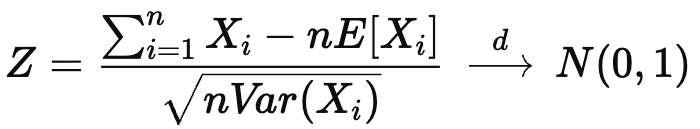 Z = \frac{\sum_{i=1}^{n} X_i - nE[X_i]}{\sqrt{nVar(X_i)}} \xrightarrow{d} N(0,1)